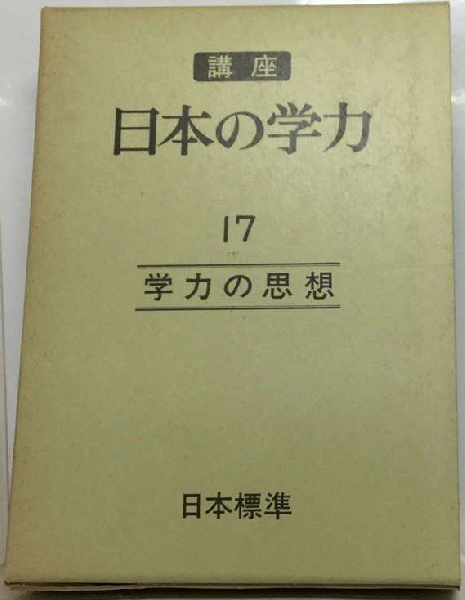 講座
日本の学力
17
学力の思想
日本標準